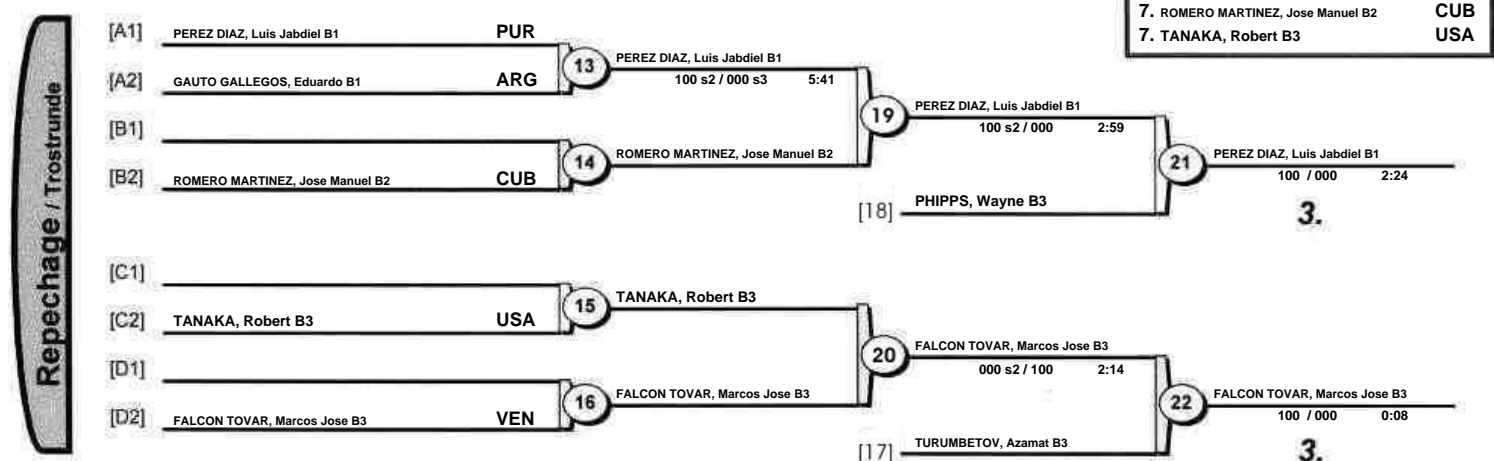 7. ROMERO MARTINEZ, Jose Manuel B2 CUB
7. TANAKA, Robert B3 USA
Repechage / Trostrunde
[A1] PEREZ DIAZ, Luis Jabdiel B1 PUR
13
PEREZ DIAZ, Luis Jabdiel B1
100 s2 / 000 s3 5:41
[A2] GAUTO GALLEGOS, Eduardo B1 ARG
19
PEREZ DIAZ, Luis Jabdiel B1
100 s2 / 000 2:59
[B1]
14
ROMERO MARTINEZ, Jose Manuel B2
[B2] ROMERO MARTINEZ, Jose Manuel B2 CUB
21
PEREZ DIAZ, Luis Jabdiel B1
100 / 000 2:24
[18] PHIPPS, Wayne B3
3.
[C1]
15
TANAKA, Robert B3
[C2] TANAKA, Robert B3 USA
20
FALCON TOVAR, Marcos Jose B3
000 s2 / 100 2:14
[D1]
16
FALCON TOVAR, Marcos Jose B3
[D2] FALCON TOVAR, Marcos Jose B3 VEN
22
FALCON TOVAR, Marcos Jose B3
100 / 000 0:08
[17] TURUMBETOV, Azamat B3
3.